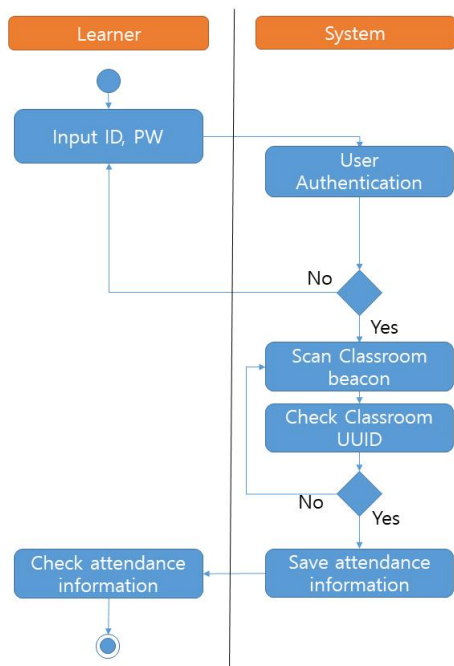 Learner
System
Input ID, PW
User
Authentication
No
Yes
Scan Classroom
beacon
Check Classroom
UUID
No
Yes
Check attendance
information
Save attendance
information